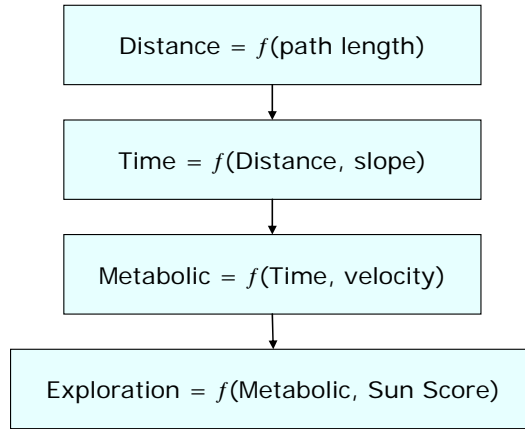 Distance = f(path length)
Time = f(Distance, slope)
Metabolic = f(Time, velocity)
Exploration = f(Metabolic, Sun Score)